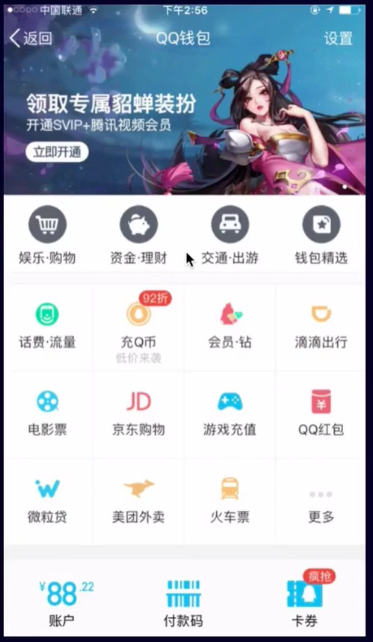 中国联通 下午2:56
返回 QQ钱包 设置
领取专属貂蝉装扮
开通SVIP+腾讯视频会员
立即开通
娱乐·购物 资金·理财 交通·出游 钱包精选
92折
话费·流量 充Q币 会员·钻 滴滴出行
低价来袭
JD
电影票 京东购物 游戏充值 QQ红包
微粒贷 美团外卖 火车票 更多
¥88.22 疯抢
账户 付款码 卡券